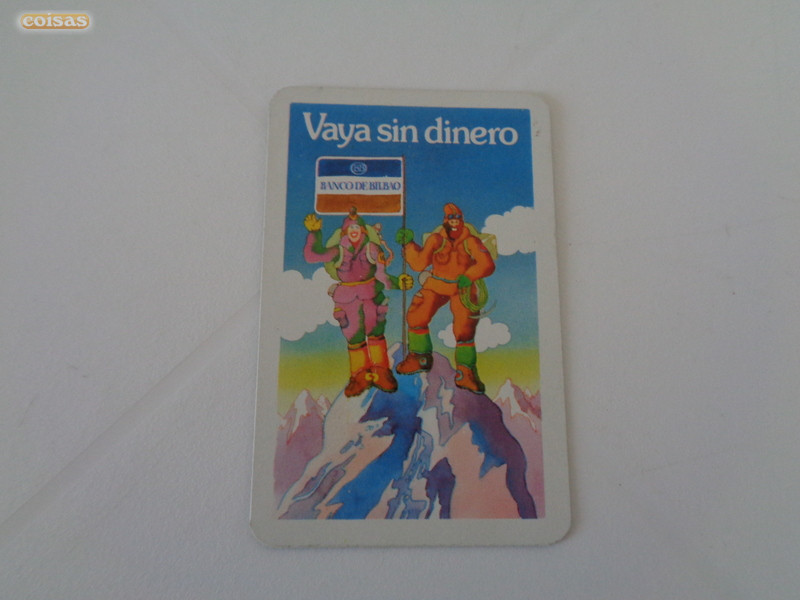 coisas
Vaya sin dinero
BANCO DE BILBAO